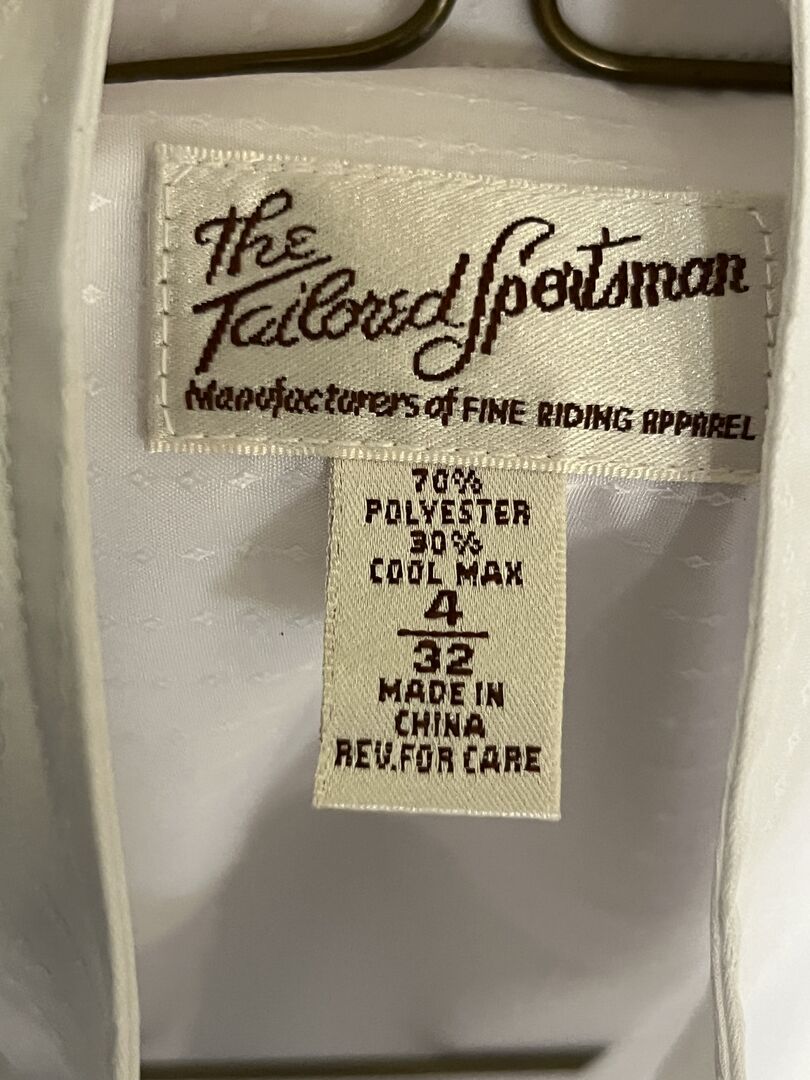 The
Tailored Sportsman
Manufacturers of FINE RIDING APPAREL
70%
POLYESTER
30%
COOL MAX
4
32
MADE IN
CHINA
REV. FOR CARE